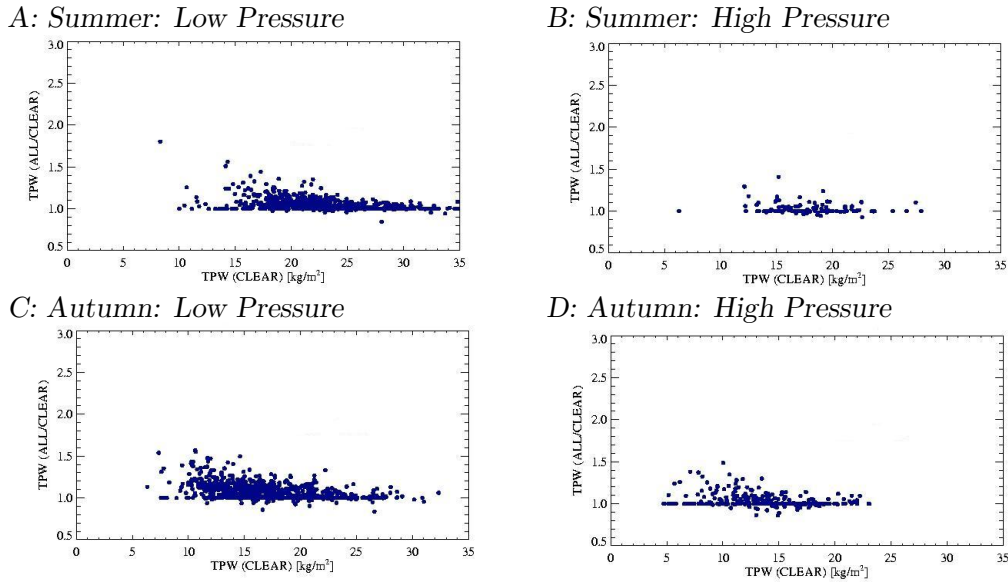 A: Summer: Low Pressure
3.0
2.5
2.0
1.5
1.0
0.5
TPW (ALL/CLEAR)
0 5 10 15 20 25 30 35
TPW (CLEAR) [kg/m²]
B: Summer: High Pressure
3.0
2.5
2.0
1.5
1.0
0.5
TPW (ALL/CLEAR)
0 5 10 15 20 25 30 35
TPW (CLEAR) [kg/m²]
C: Autumn: Low Pressure
3.0
2.5
2.0
1.5
1.0
0.5
TPW (ALL/CLEAR)
0 5 10 15 20 25 30 35
TPW (CLEAR) [kg/m²]
D: Autumn: High Pressure
3.0
2.5
2.0
1.5
1.0
0.5
TPW (ALL/CLEAR)
0 5 10 15 20 25 30 35
TPW (CLEAR) [kg/m²]